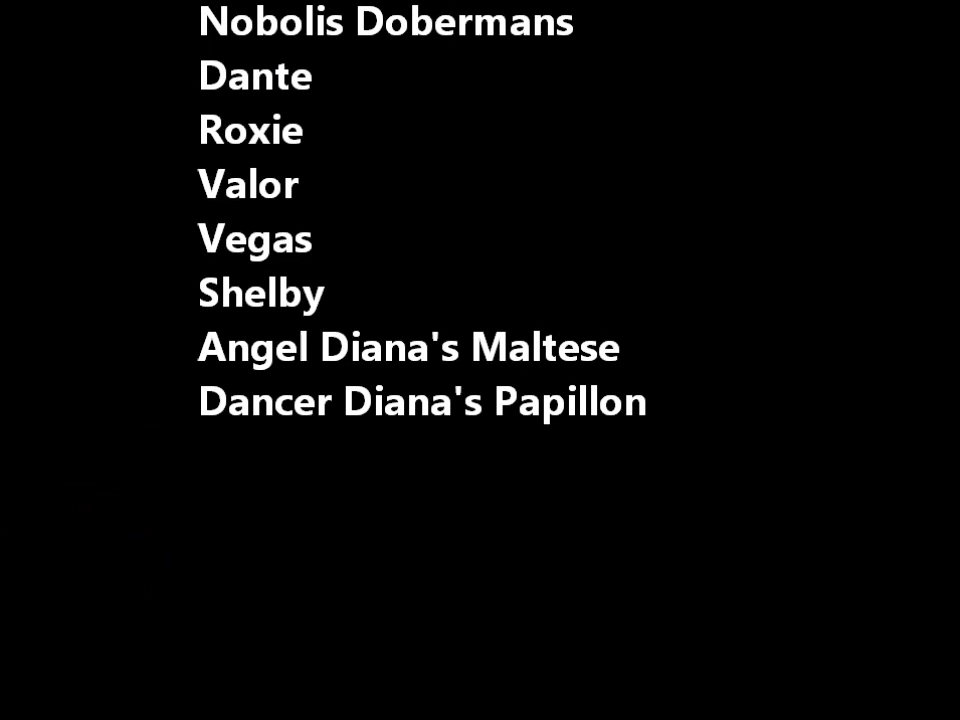 Nobolis Dobermans
Dante
Roxie
Valor
Vegas
Shelby
Angel Diana's Maltese
Dancer Diana's Papillon